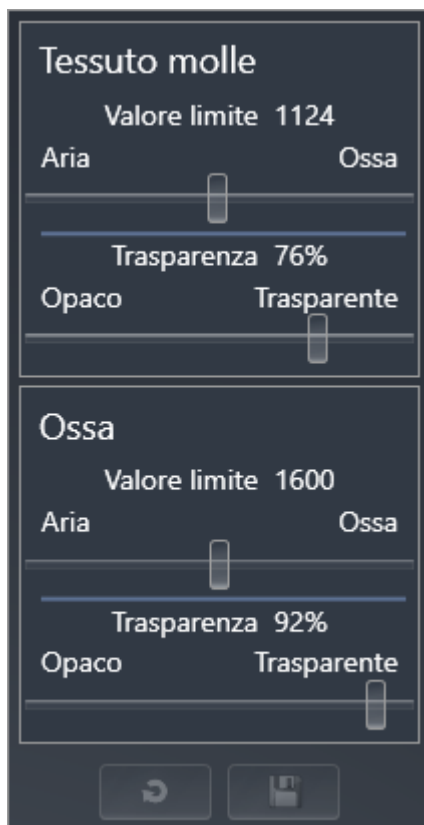 Tessuto molle
Valore limite 1124
Aria Ossa
Trasparenza 76%
Opaco Trasparente
Ossa
Valore limite 1600
Aria Ossa
Trasparenza 92%
Opaco Trasparente